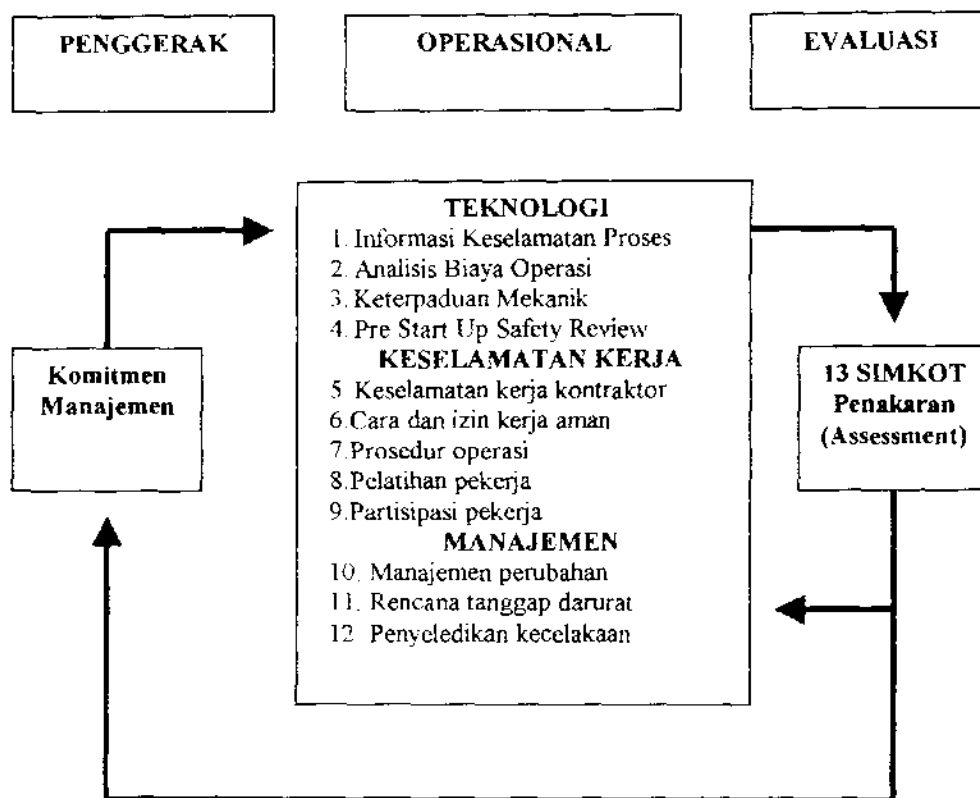 PENGGERAK
OPERASIONAL
EVALUASI
TEKNOLOGI
1. Informasi Keselamatan Proses
2. Analisis Biaya Operasi
3. Keterpaduan Mekanik
4. Pre Start Up Safety Review
KESELAMATAN KERJA
5 Keselamatan kerja kontraktor
6.Cara dan izin kerja aman
7.Prosedur operasi
8.Pelatihan pekerja
9.Partisipasi pekerja
MANAJEMEN
10. Manajemen perubahan
11. Rencana tanggap darurat
12 Penyeledikan kecelakaan
Komitmen
Manajemen
13 SIMKOT
Penakaran
(Assessment)